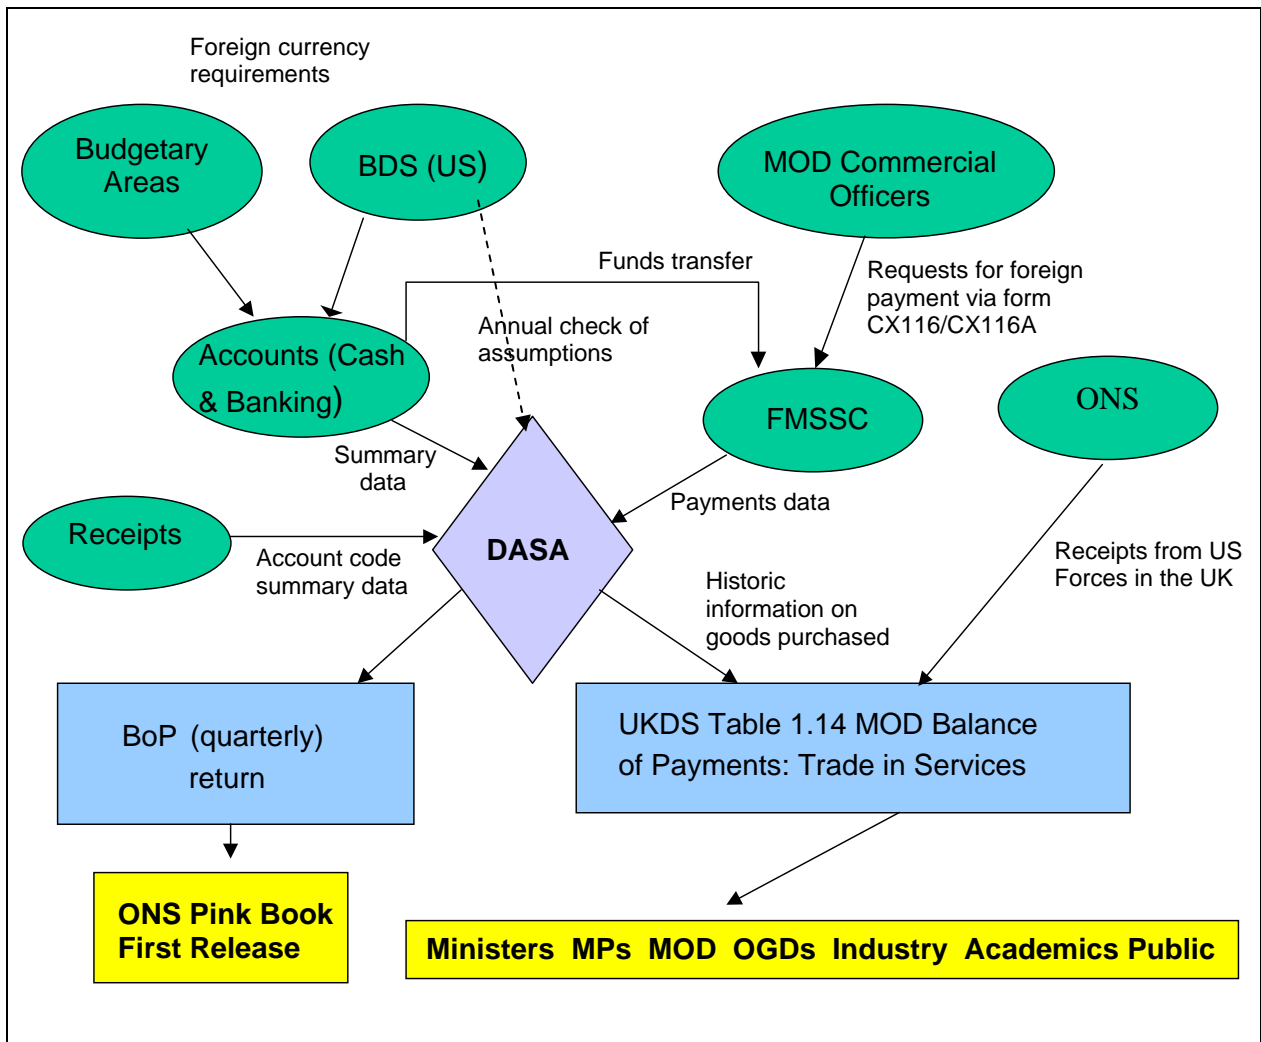 Foreign currency
requirements
Budgetary
Areas
BDS (US)
MOD Commercial
Officers
Funds transfer
Requests for foreign
payment via form
CX116/CX116A
Annual check of
assumptions
Accounts (Cash
& Banking)
FMSSC
ONS
Summary
data
Payments data
Receipts
Account code
summary data
DASA
Receipts from US
Forces in the UK
Historic
information on
goods purchased
BoP (quarterly)
return
UKDS Table 1.14 MOD Balance
of Payments: Trade in Services
ONS Pink Book
First Release
Ministers MPs MOD OGDs Industry Academics Public